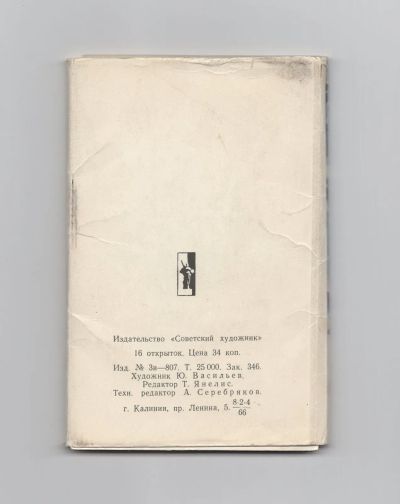 Издательство «Советский художник»
16 открыток. Цена 34 коп.
Изд. № 3и—807. Т. 25 000. Зак. 346.
Художник Ю. Васильев.
Редактор Т. Янелис.
Техн. редактор А. Серебряков.
г. Калинин, пр. Ленина, 5. 8-2-4
66